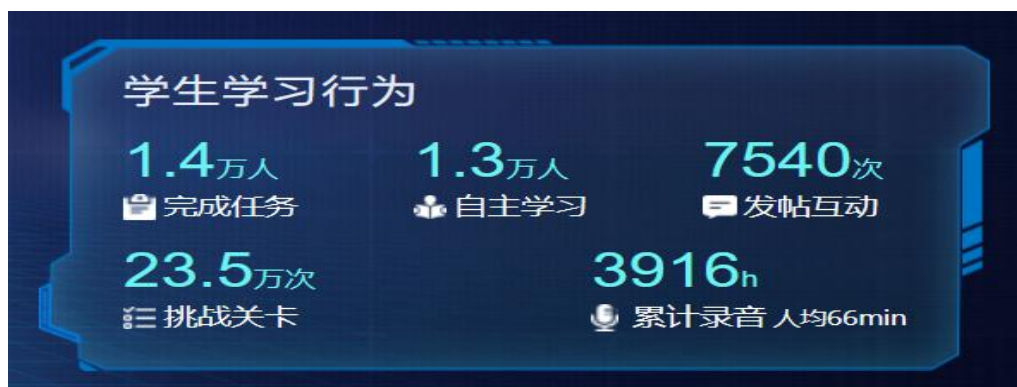 学生学习行为
1.4万人 1.3万人 7540次
完成任务 自主学习 发帖互动
23.5万次 3916h
挑战关卡 累计录音 人均66min